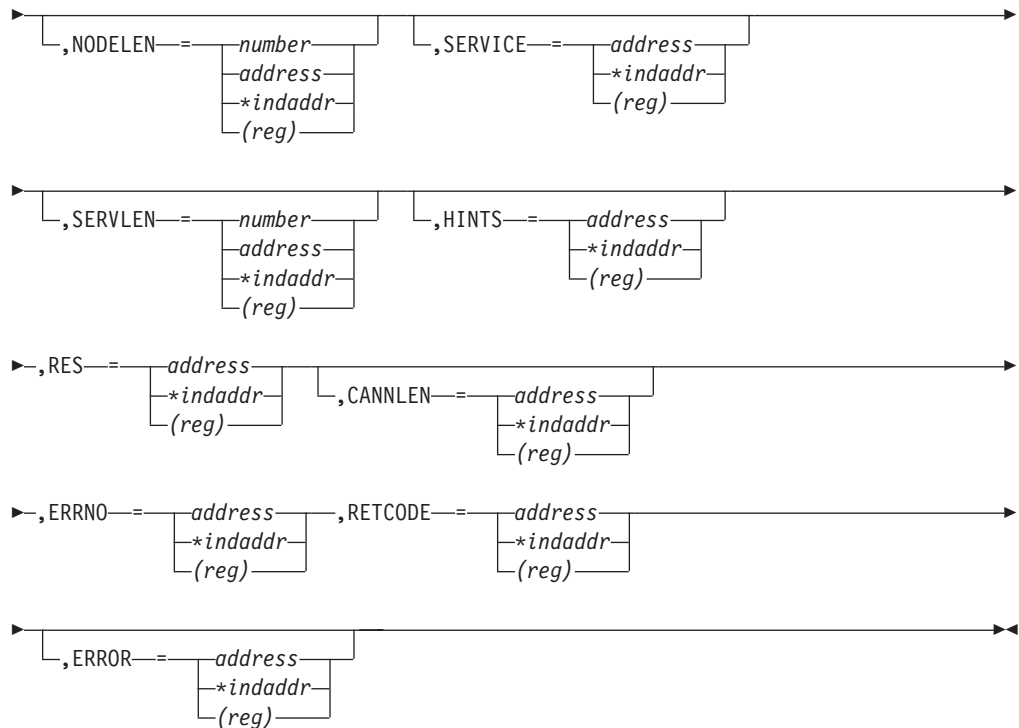 ,NODELEN = number ,SERVICE = address
address *indaddr
*indaddr (reg)
(reg)
,SERVLEN = number ,HINTS = address
address *indaddr
*indaddr (reg)
(reg)
,RES = address ,CANNLEN = address
*indaddr *indaddr
(reg) (reg)
,ERRNO = address ,RETCODE = address
*indaddr *indaddr
(reg) (reg)
,ERROR = address
*indaddr
(reg)